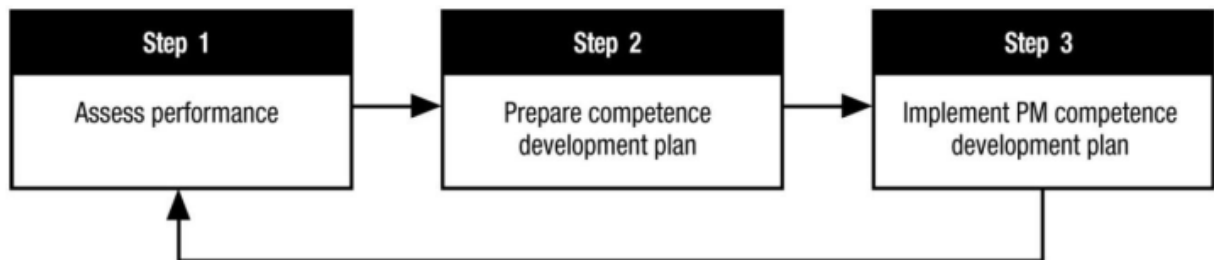 Step 1
Assess performance
Step 2
Prepare competence
development plan
Step 3
Implement PM competence
development plan